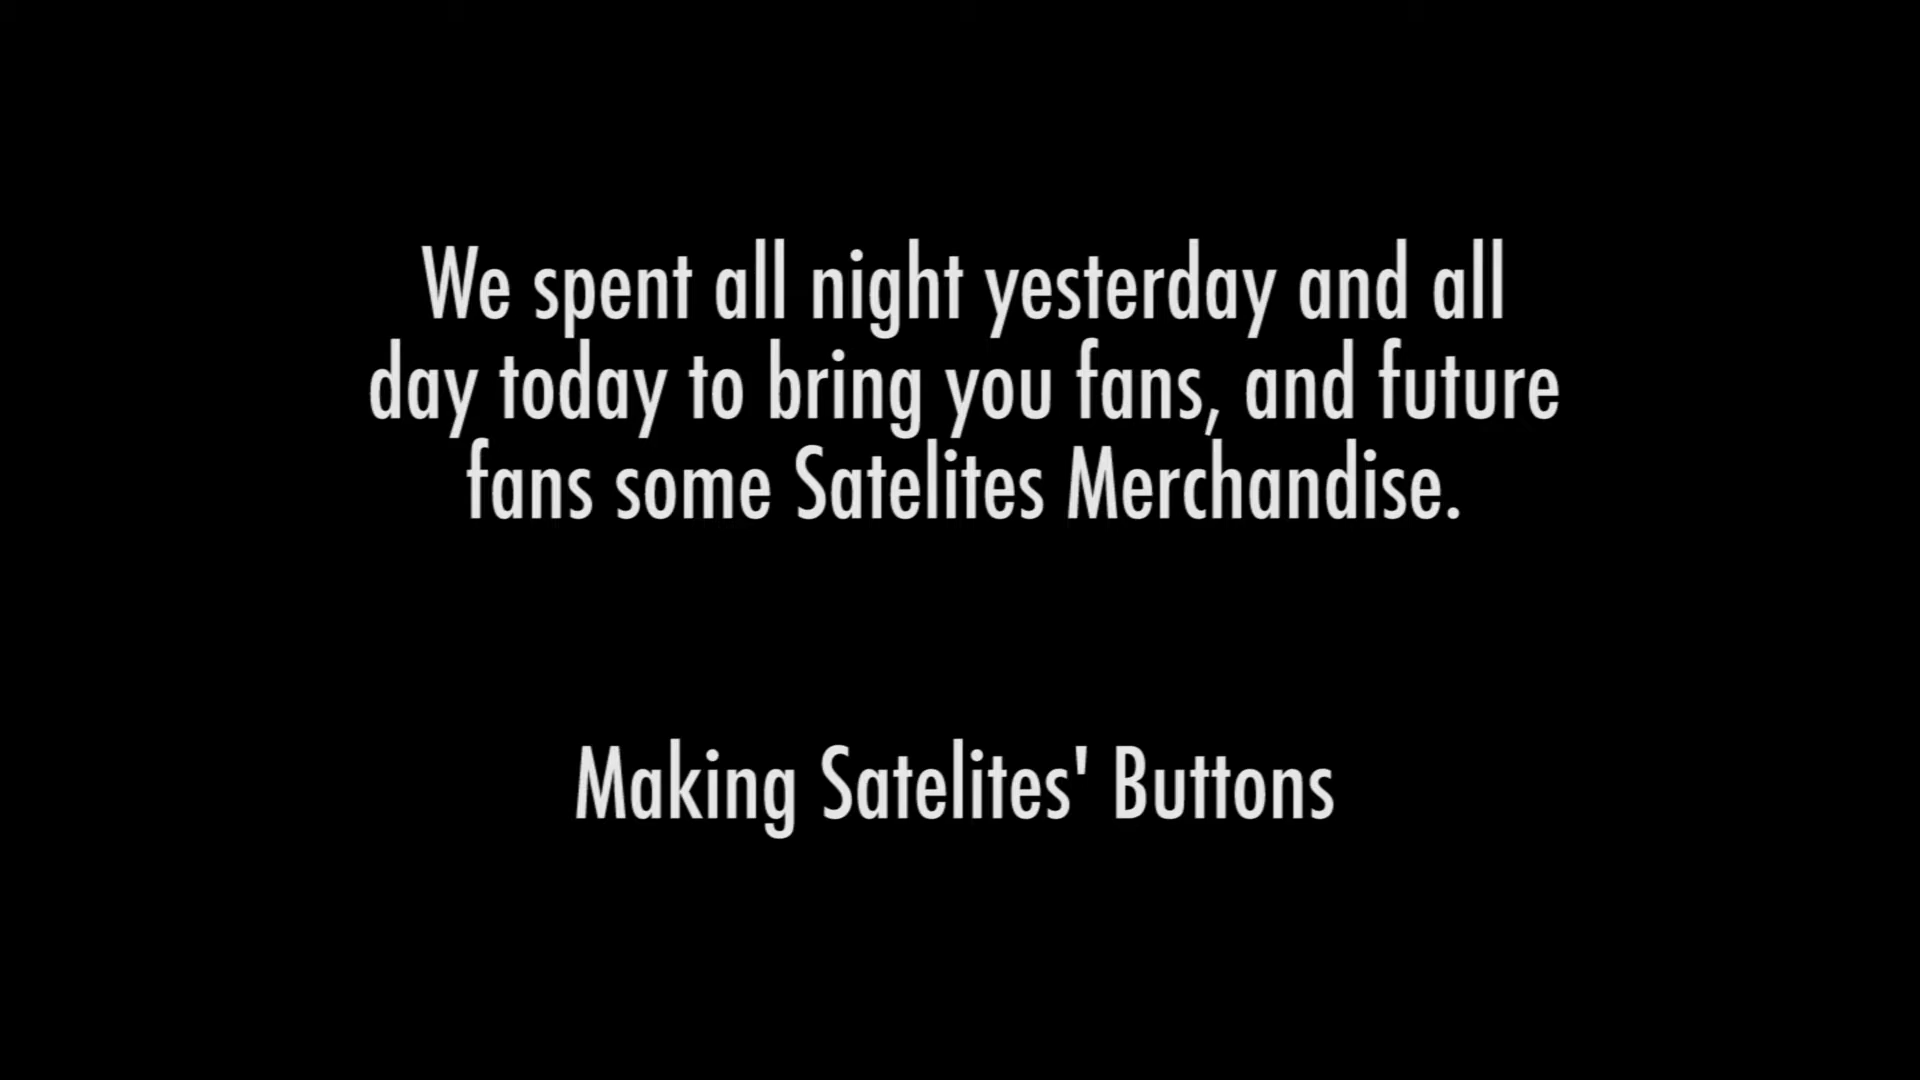 We spent all night yesterday and all
day today to bring you fans, and future
fans some Satelites Merchandise.
Making Satelites' Buttons